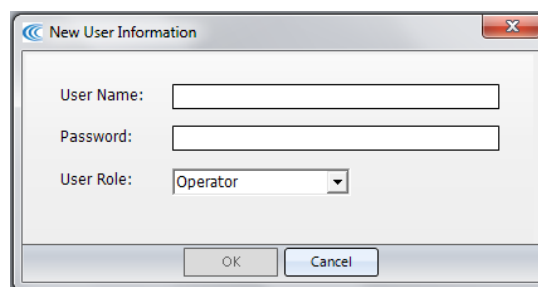 New User Information
User Name:
Password:
User Role: Operator
OK Cancel